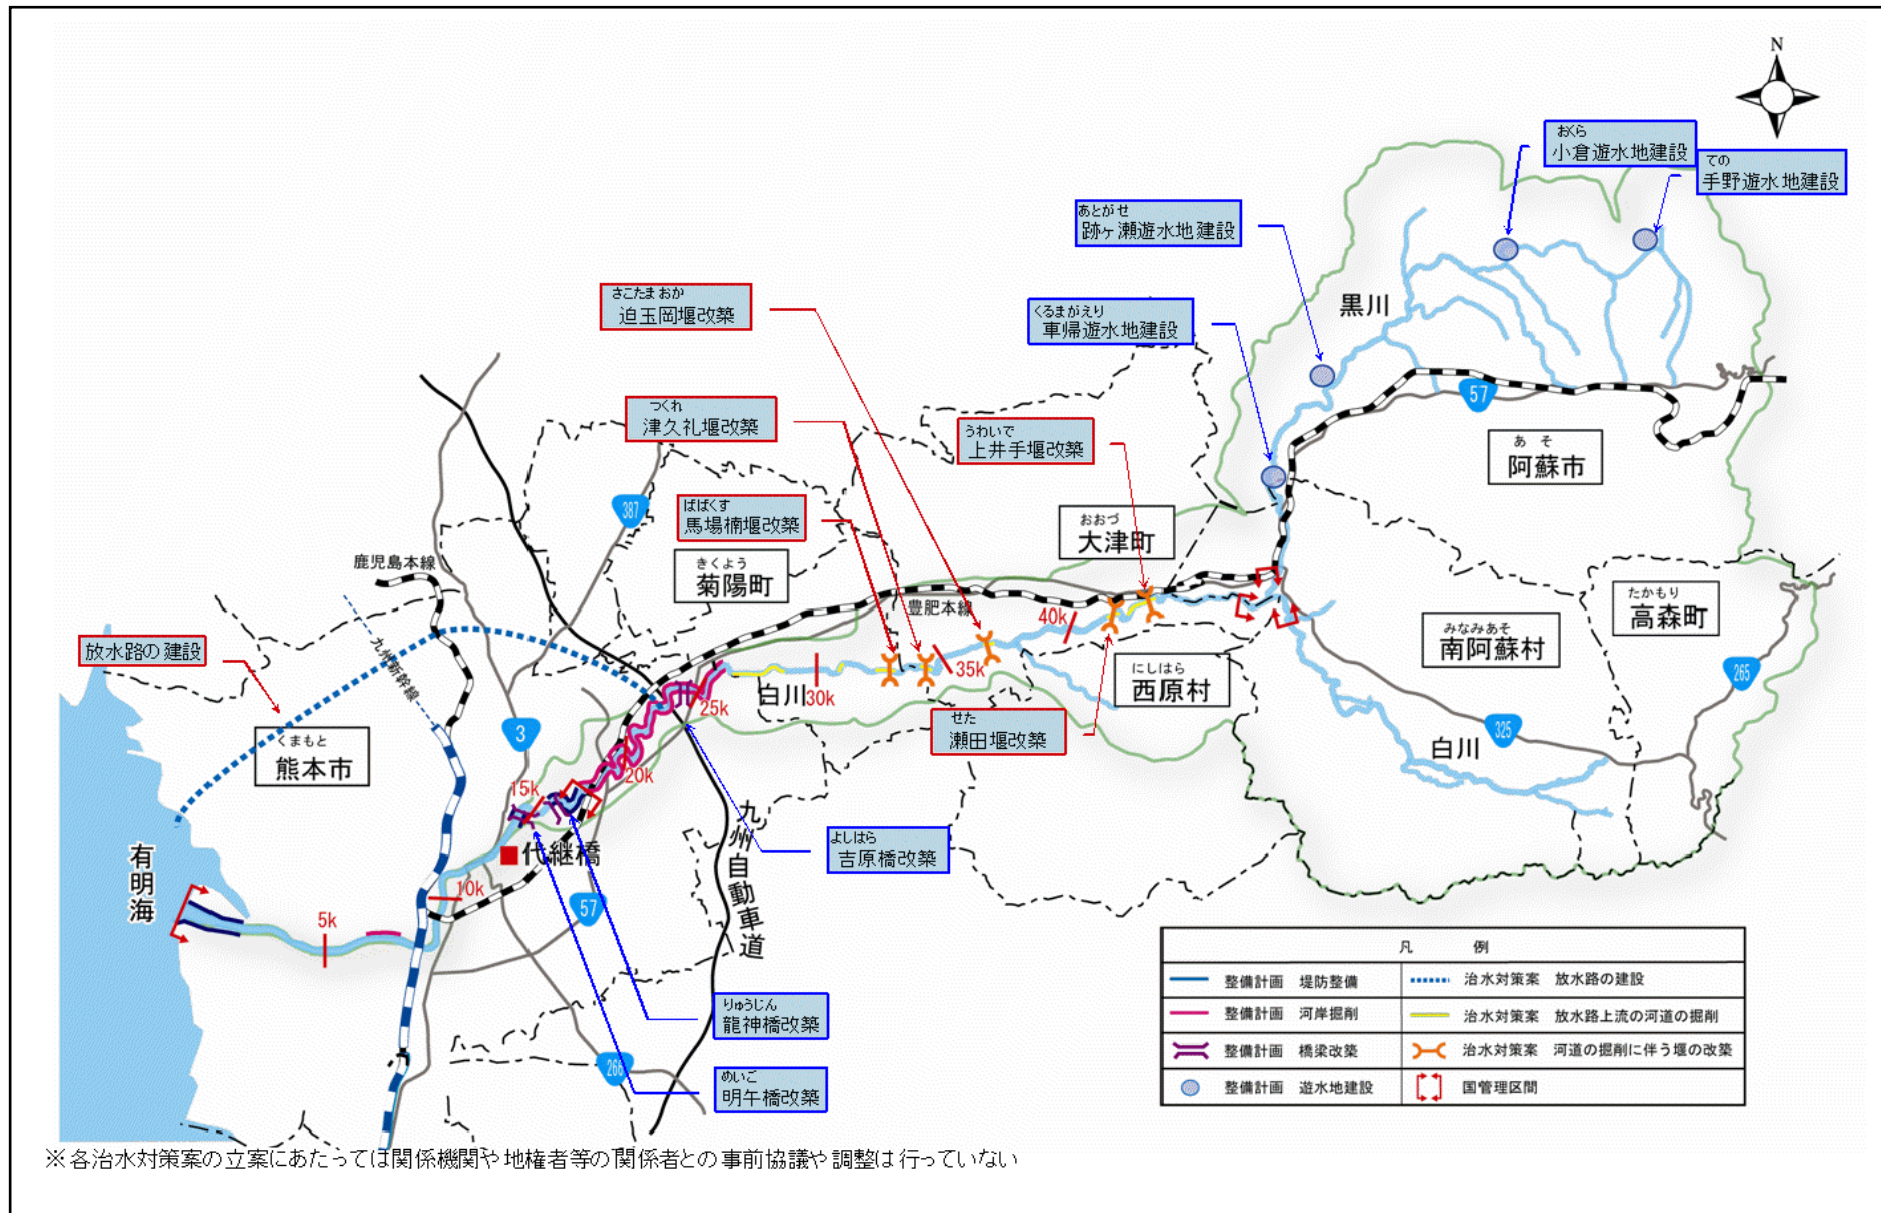 N
おくら
小倉遊水地建設
ての
手野遊水地建設
あとがせ
跡ヶ瀬遊水地建設
さこたまおか
迫玉岡堰改築
くるまがえり
車帰遊水地建設
黒川
57
つくれ
津久礼堰改築
うわいで
上井手堰改築
あそ
阿蘇市
387
ばばくす
馬場楠堰改築
おおづ
大津町
鹿児島本線
きくよう
菊陽町
豊肥本線
40k
たかもり
高森町
みなみあそ
南阿蘇村
放水路の建設
九州新幹線
35k
にしはら
西原村
265
白川
30k
25k
3
くまもと
熊本市
せた
瀬田堰改築
325
白川
20k
15k
代継橋
よしはら
吉原橋改築
九州自動車道
有明海
10k
57
5k
凡例
整備計画 堤防整備
治水対策案 放水路の建設
整備計画 河岸掘削
治水対策案 放水路上流の河道の掘削
整備計画 橋梁改築
治水対策案 河道の掘削に伴う堰の改築
整備計画 遊水地建設
国管理区間
りゅうじん
龍神橋改築
266
めいご
明午橋改築
※各治水対策案の立案にあたっては関係機関や地権者等の関係者との事前協議や調整は行っていない